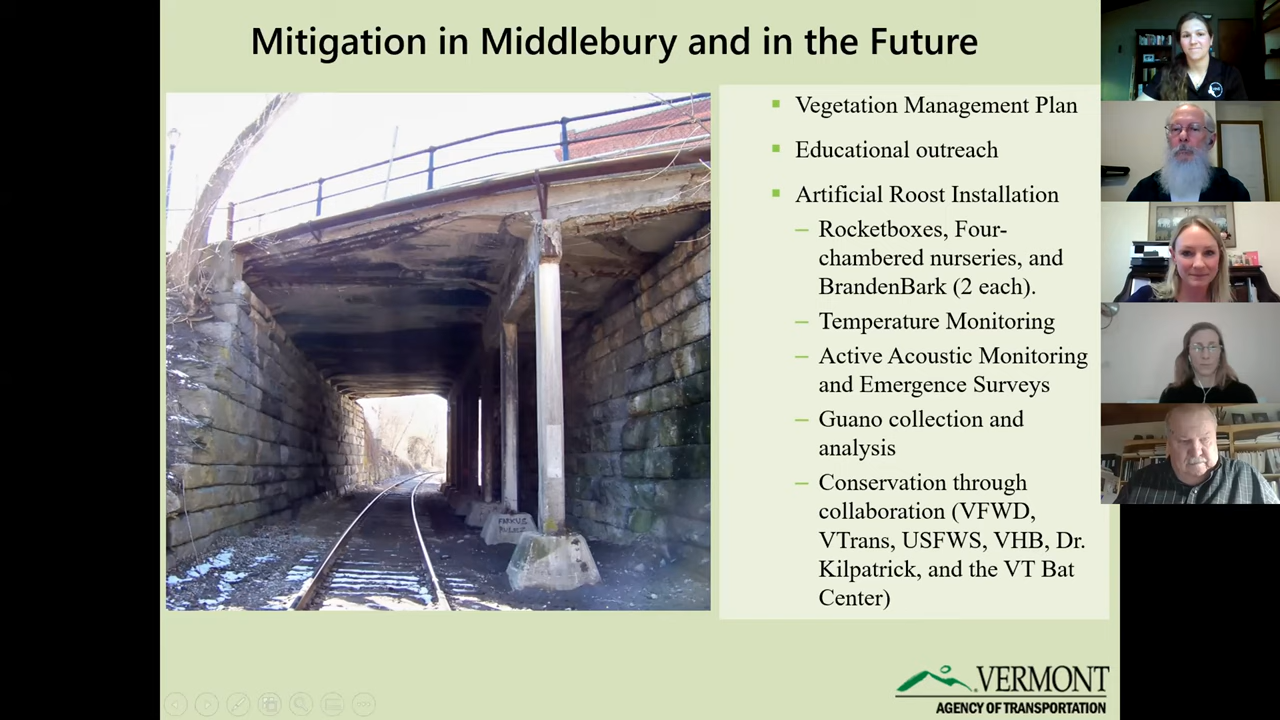 Mitigation in Middlebury and in the Future
Vegetation Management Plan
Educational outreach
Artificial Roost Installation
– Rocketboxes, Four-
chambered nurseries, and
BrandenBark (2 each).
– Temperature Monitoring
– Active Acoustic Monitoring
and Emergence Surveys
– Guano collection and
analysis
– Conservation through
collaboration (VFWD,
VTrans, USFWS, VHB, Dr.
Kilpatrick, and the VT Bat
Center)
VERMONT
AGENCY OF TRANSPORTATION